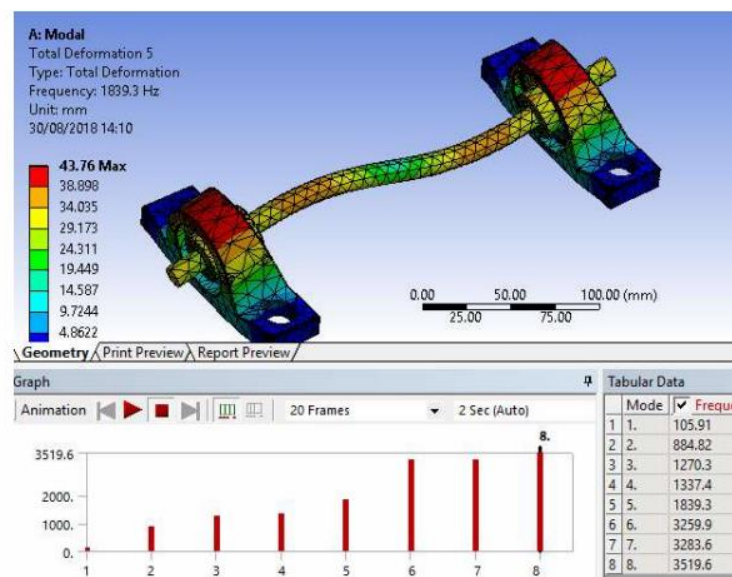 A: Modal
Total Deformation 5
Type: Total Deformation
Frequency: 1839.3 Hz
Unit: mm
30/08/2018 14:10
43.76 Max
38.898
34.035
29.173
24.311
19.449
14.587
9.7244
4.8622
0.00 50.00 100.00 (mm)
25.00 75.00
Geometry Print Preview Report Preview
Graph
Animation 20 Frames 2 Sec (Auto)
8.
3519.6
2000.
1000.
0.
1 2 3 4 5 6 7 8
Tabular Data
Mode
1 1. 105.91
2 2. 884.82
3 3. 1270.3
4 4. 1337.4
5 5. 1839.3
6 6. 3259.9
7 7. 3283.6
8 8. 3519.6